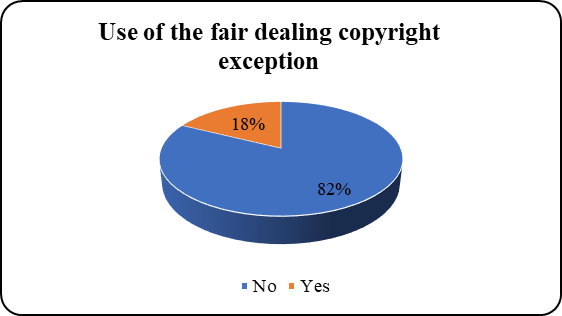 Use of the fair dealing copyright
exception
18%
82%
No Yes